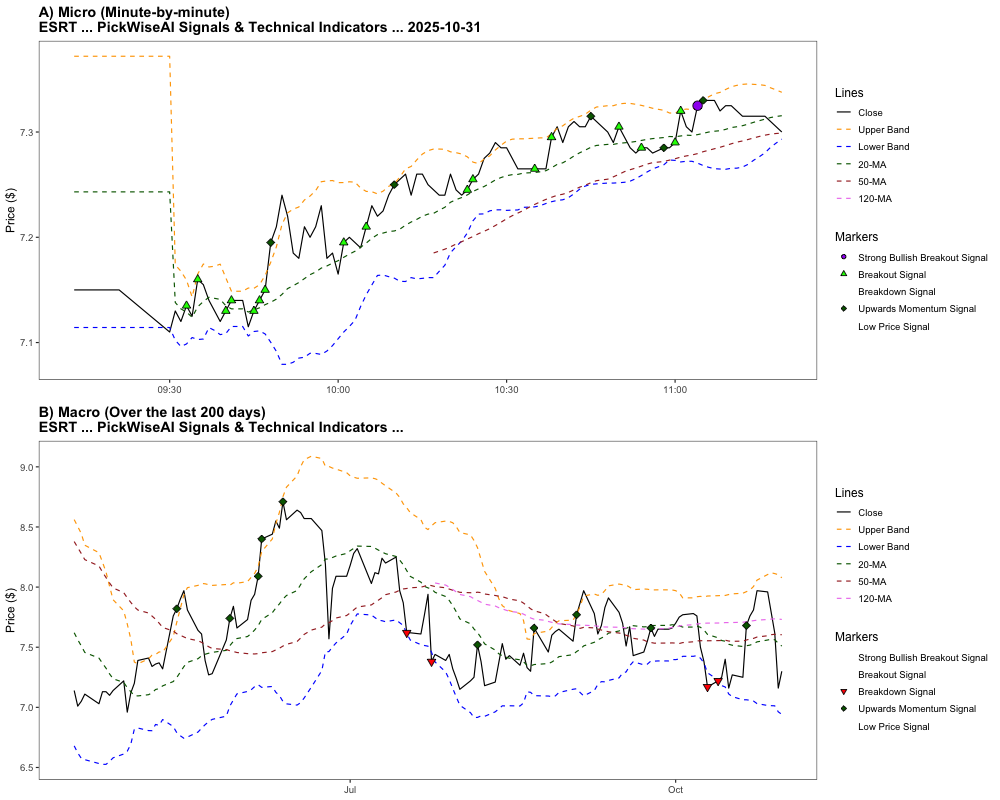 A) Micro (Minute-by-minute)
ESRT ... PickWiseAI Signals & Technical Indicators ... 2025-10-31
Price ($)
7.3
7.2
7.1
09:30
10:00
10:30
11:00
Lines
Close
Upper Band
Lower Band
20-MA
50-MA
120-MA
Markers
Strong Bullish Breakout Signal
Breakout Signal
Breakdown Signal
Upwards Momentum Signal
Low Price Signal
B) Macro (Over the last 200 days)
ESRT ... PickWiseAI Signals & Technical Indicators ...
Price ($)
9.0
8.5
8.0
7.5
7.0
6.5
Jul
Oct
Lines
Close
Upper Band
Lower Band
20-MA
50-MA
120-MA
Markers
Strong Bullish Breakout Signal
Breakout Signal
Breakdown Signal
Upwards Momentum Signal
Low Price Signal